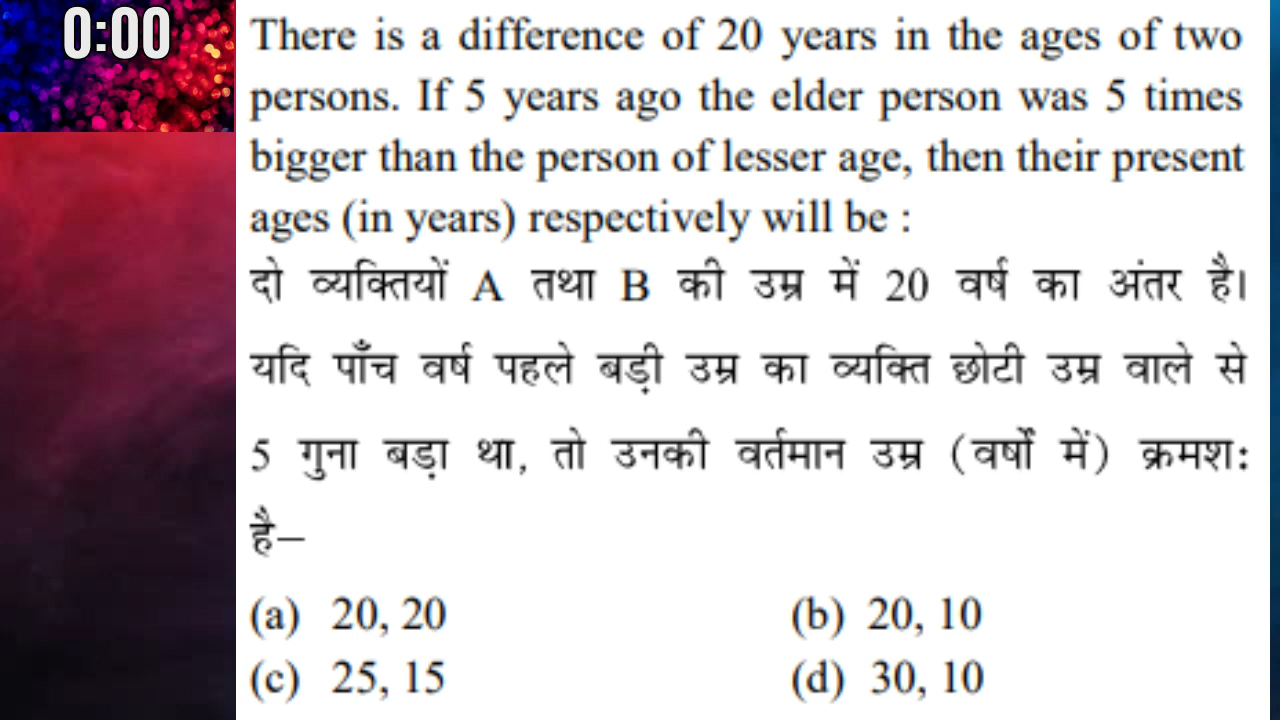 0:00
There is a difference of 20 years in the ages of two
persons. If 5 years ago the elder person was 5 times
bigger than the person of lesser age, then their present
ages (in years) respectively will be :
दो व्यक्तियों A तथा B की उम्र में 20 वर्ष का अंतर है।
यदि पाँच वर्ष पहले बड़ी उम्र का व्यक्ति छोटी उम्र वाले से
5 गुना बड़ा था, तो उनकी वर्तमान उम्र (वर्षों में) क्रमश:
है–
(a) 20, 20 (b) 20, 10
(c) 25, 15 (d) 30, 10